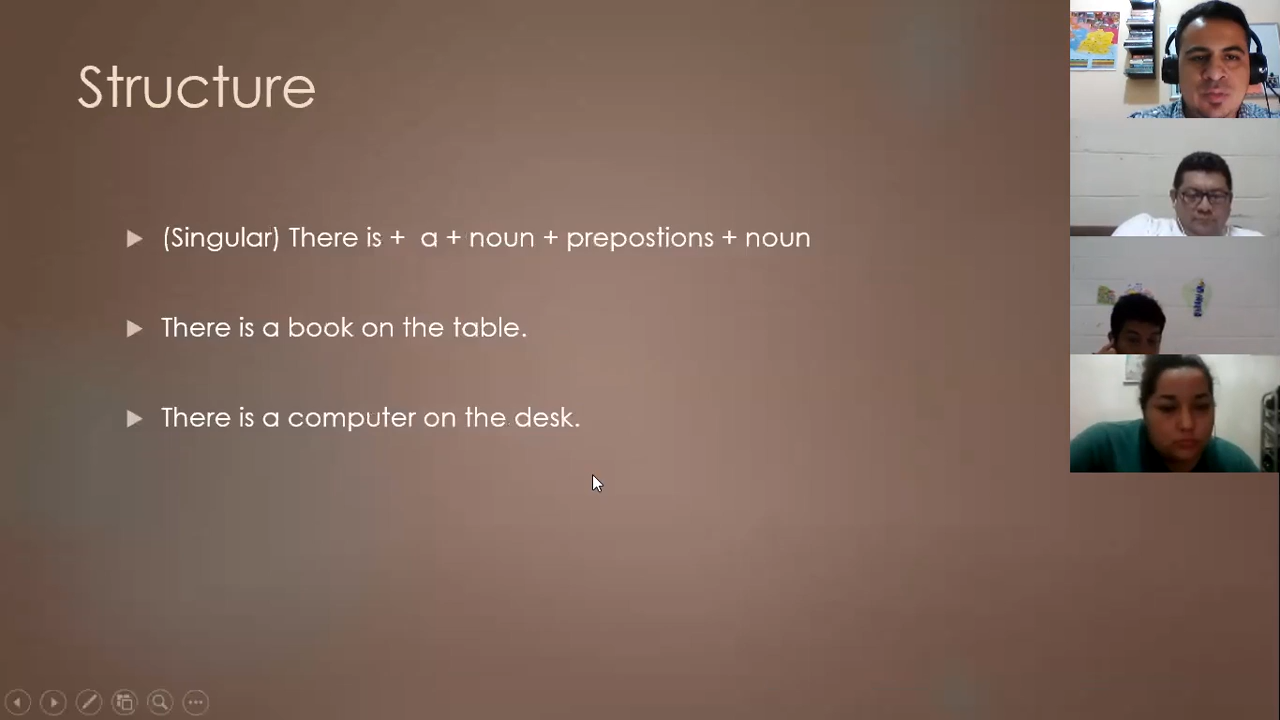 Structure
(Singular) There is + a + noun + prepostions + noun
There is a book on the table.
There is a computer on the desk.